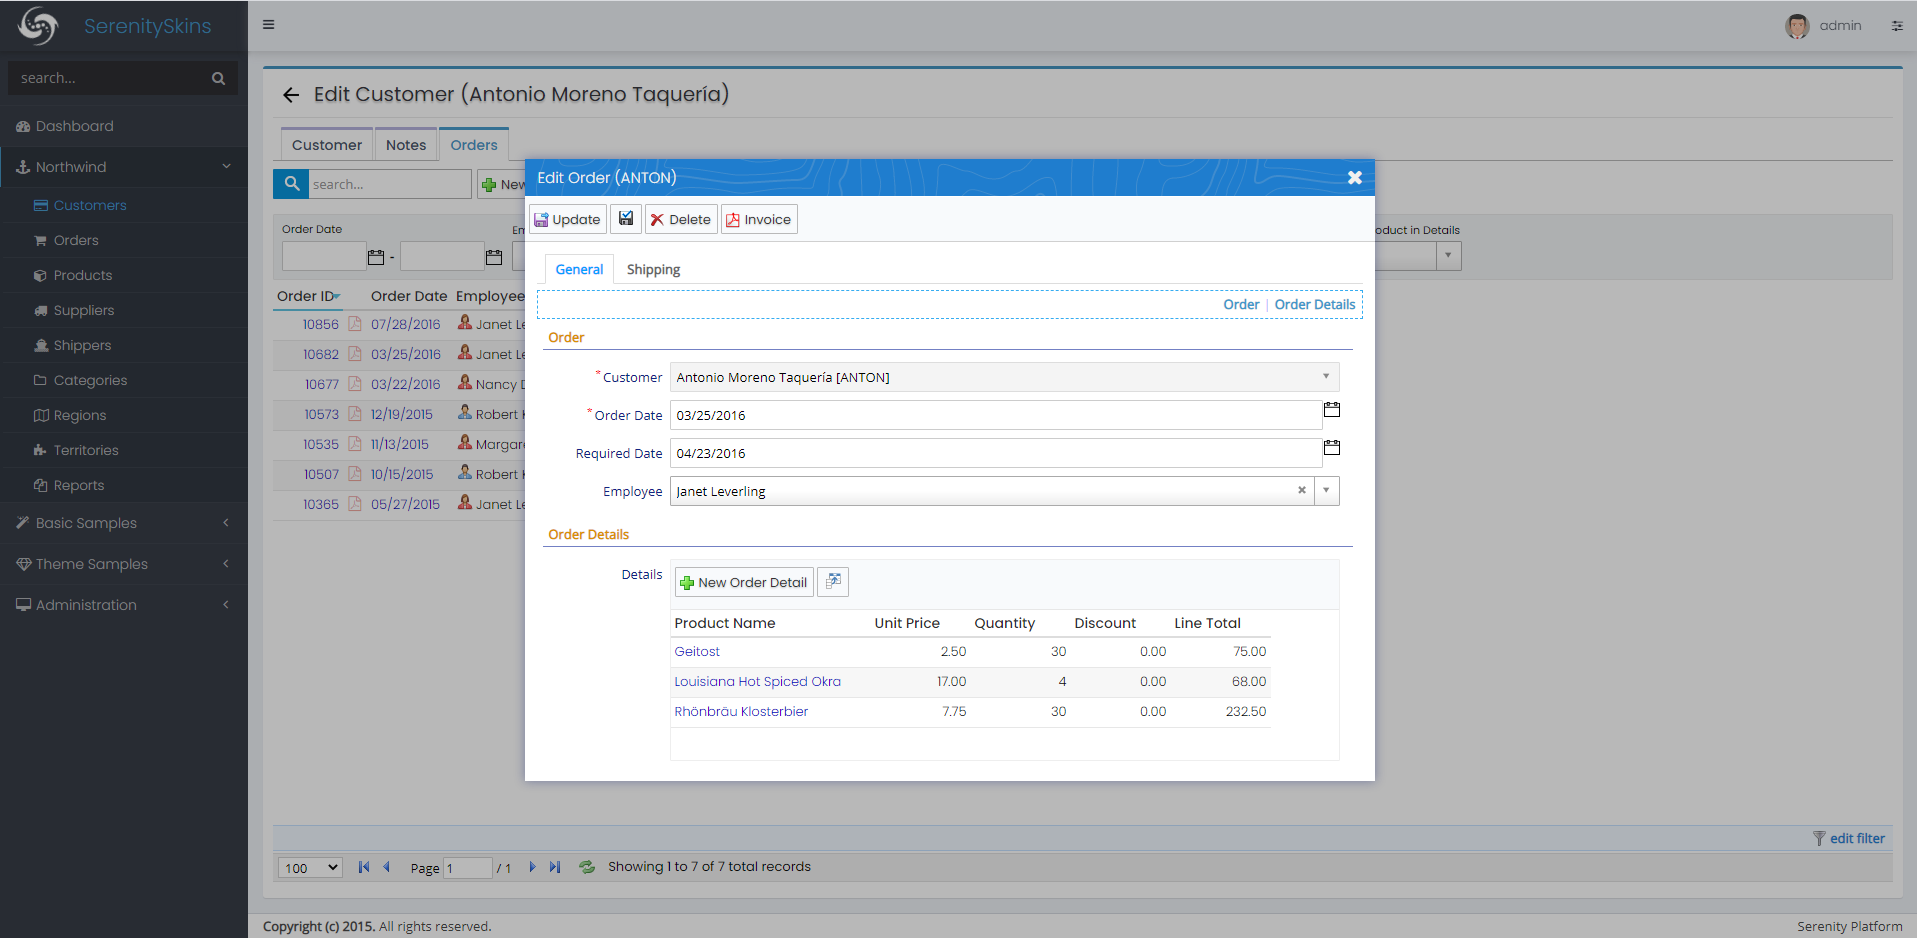 SerenitySkins
admin
search...
Dashboard
Northwind
Customers
Orders
Products
Suppliers
Shippers
Categories
Regions
Territories
Reports
Basic Samples
Theme Samples
Administration
Edit Customer (Antonio Moreno Taquería)
Customer Notes Orders
search... New
Order Date
-
oduct in Details
Order ID Order Date Employee
10856 07/28/2016 Janet Le
10682 03/25/2016 Janet Le
10677 03/22/2016 Nancy D
10573 12/19/2015 Robert K
10535 11/13/2015 Margar
10507 10/15/2015 Robert K
10365 05/27/2015 Janet Le
Edit Order (ANTON)
Update Delete Invoice
General Shipping
Order | Order Details
Order
*Customer Antonio Moreno Taquería [ANTON]
*Order Date 03/25/2016
Required Date 04/23/2016
Employee Janet Leverling
Order Details
Details New Order Detail
Product Name Unit Price Quantity Discount Line Total
Geitost 2.50 30 0.00 75.00
Louisiana Hot Spiced Okra 17.00 4 0.00 68.00
Rhönbräu Klosterbier 7.75 30 0.00 232.50
edit filter
100 Page 1 / 1 Showing 1 to 7 of 7 total records
Copyright (c) 2015. All rights reserved. Serenity Platform